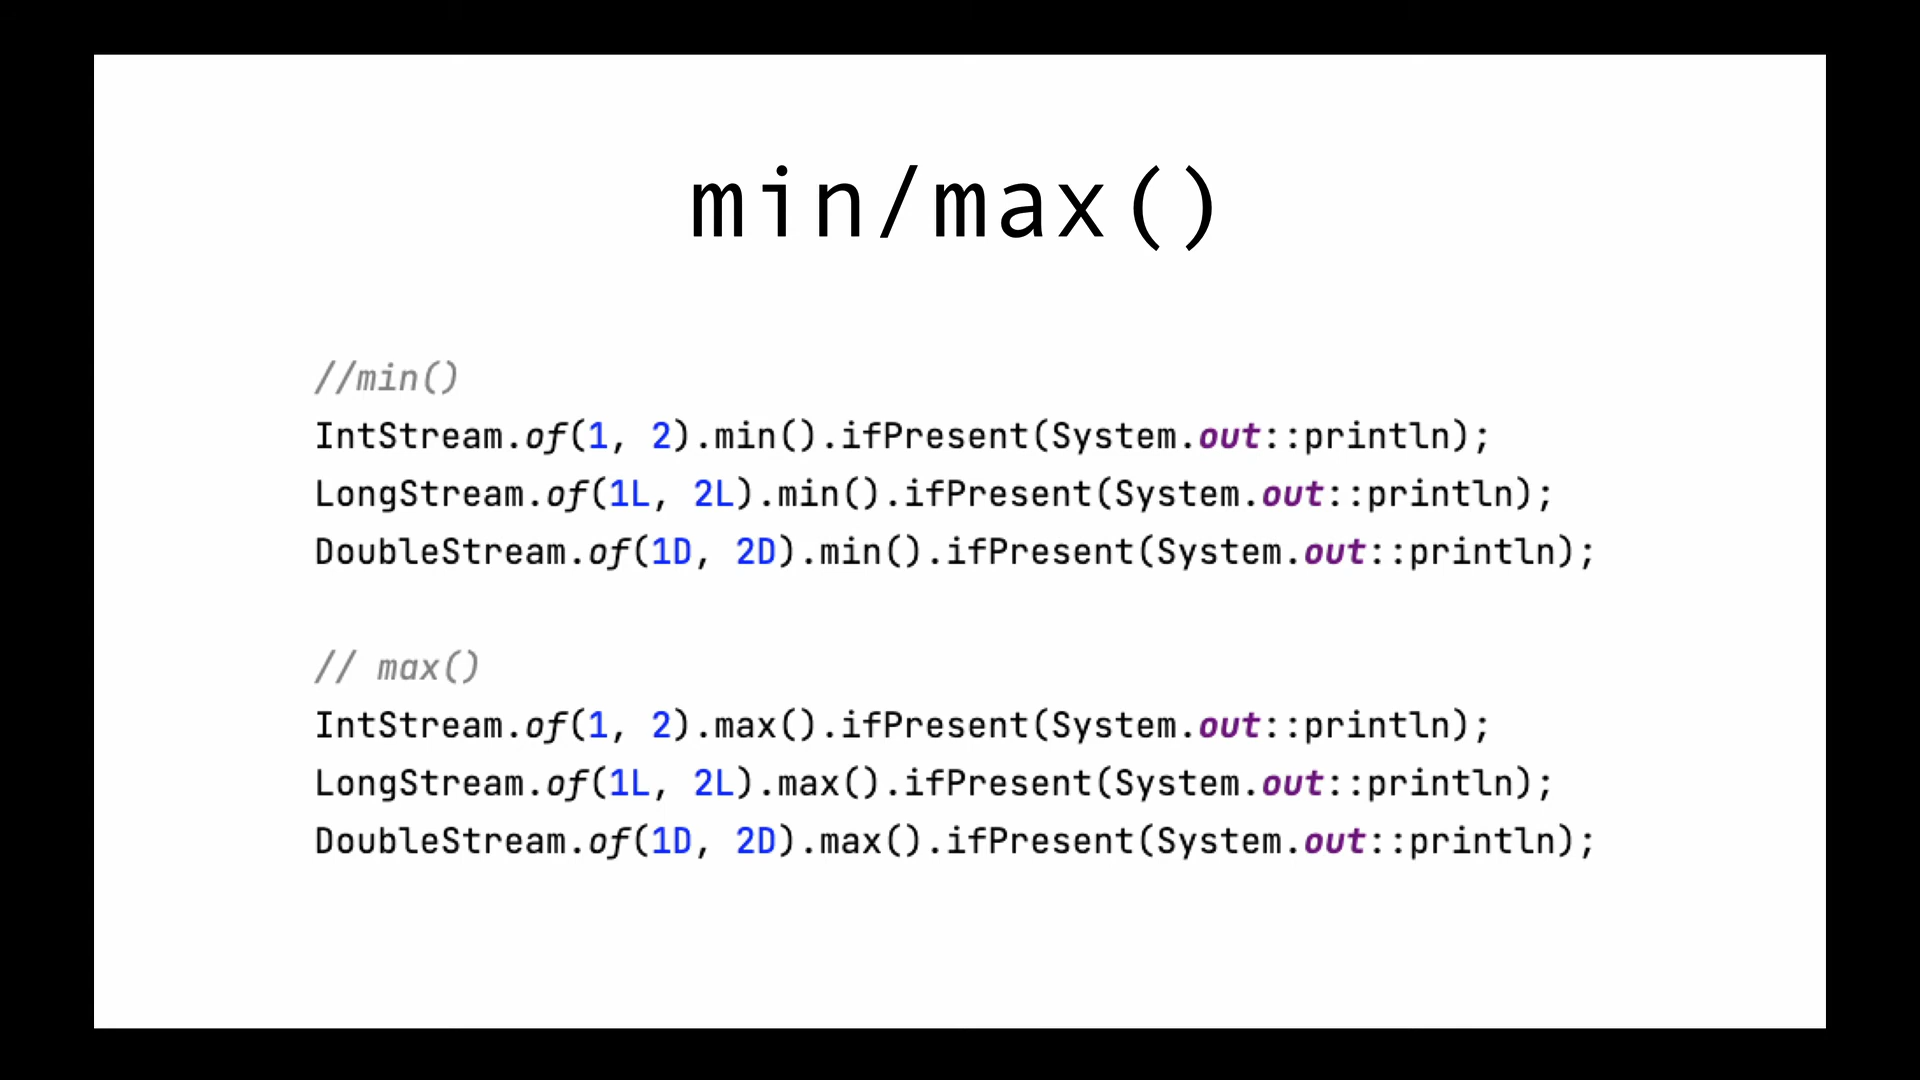 min/max()
//min()
IntStream.of(1, 2).min().ifPresent(System.out::println);
LongStream.of(1L, 2L).min().ifPresent(System.out::println);
DoubleStream.of(1D, 2D).min().ifPresent(System.out::println);
// max()
IntStream.of(1, 2).max().ifPresent(System.out::println);
LongStream.of(1L, 2L).max().ifPresent(System.out::println);
DoubleStream.of(1D, 2D).max().ifPresent(System.out::println);